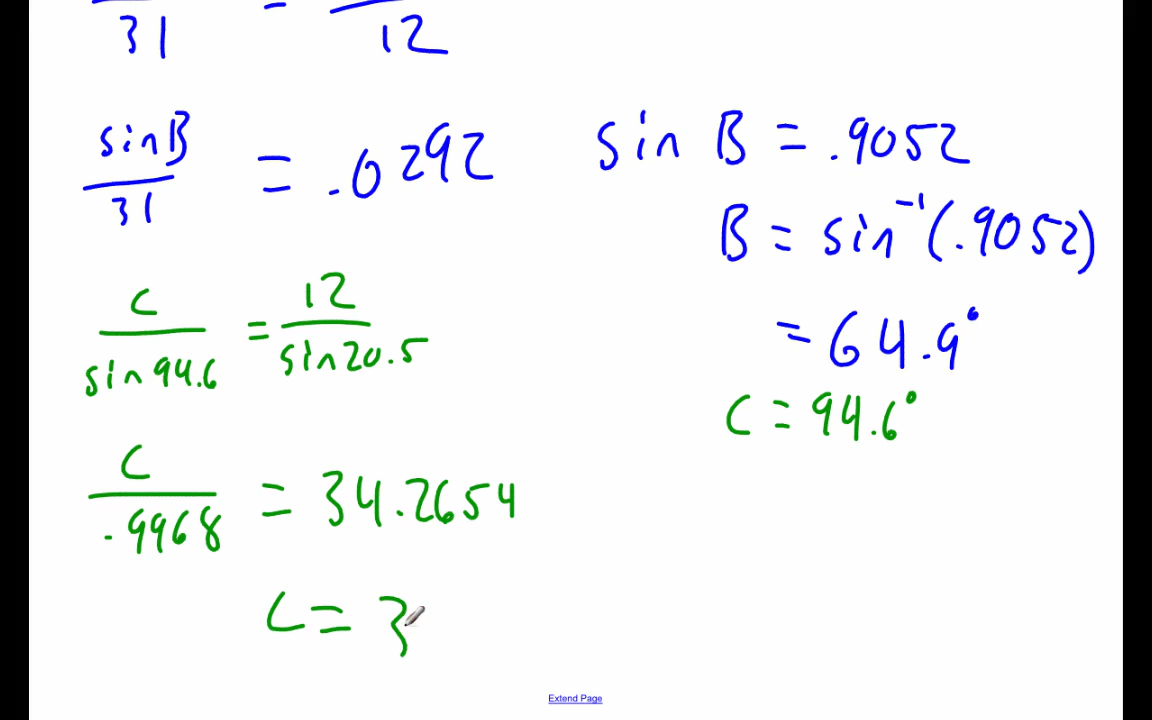 31 = 12
sin B / 31 = .0292
c / sin 94.6 = 12 / sin 20.5
c / .9968 = 34.2654
c = 3
sin B = .9052
B = sin⁻¹(.9052)
= 64.9°
C = 94.6°
Extend Page